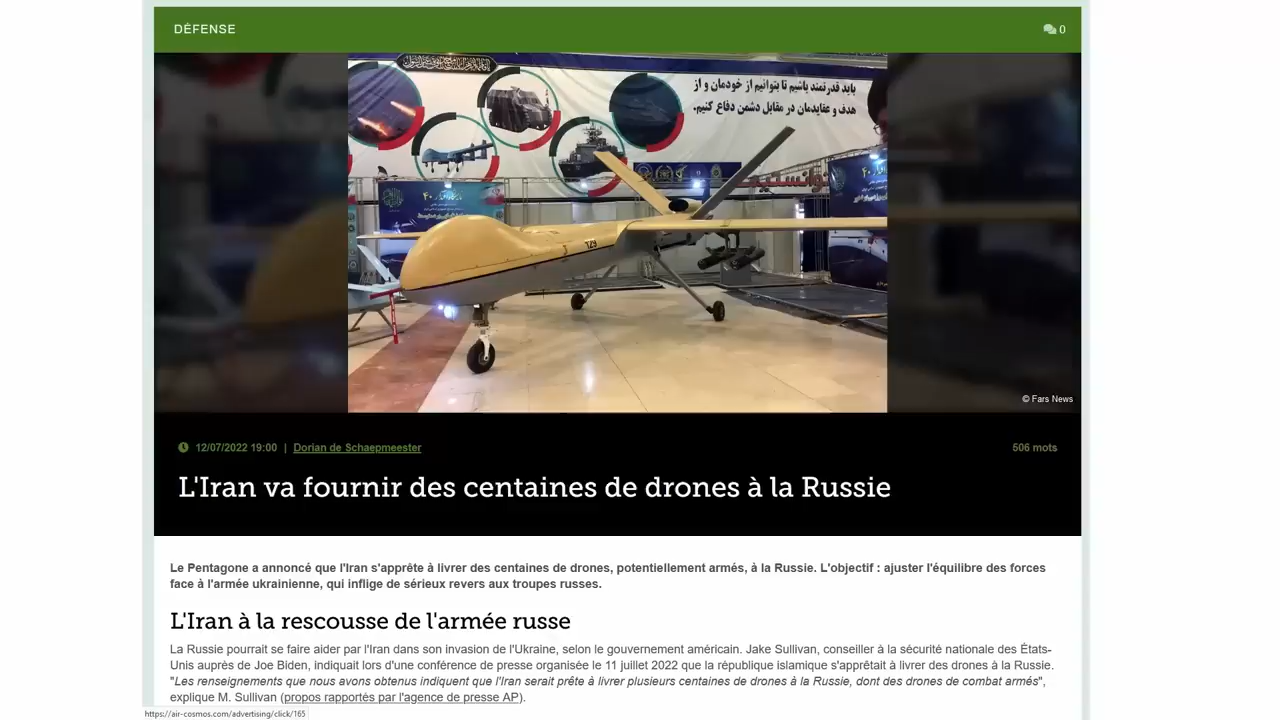 DÉFENSE
0
باید قدرتمند باشیم تا بتوانیم از خودمان و از
هدف و عقایدمان در مقابل دشمن دفاع کنیم.
© Fars News
12/07/2022 19:00 | Dorian de Schaepmeester
506 mots
L'Iran va fournir des centaines de drones à la Russie
Le Pentagone a annoncé que l'Iran s'apprête à livrer des centaines de drones, potentiellement armés, à la Russie. L'objectif : ajuster l'équilibre des forces
face à l'armée ukrainienne, qui inflige de sérieux revers aux troupes russes.
L'Iran à la rescousse de l'armée russe
La Russie pourrait se faire aider par l'Iran dans son invasion de l'Ukraine, selon le gouvernement américain. Jake Sullivan, conseiller à la sécurité nationale des États-
Unis auprès de Joe Biden, indiquait lors d'une conférence de presse organisée le 11 juillet 2022 que la république islamique s'apprêtait à livrer des drones à la Russie.
"Les renseignements que nous avons obtenus indiquent que l'Iran serait prête à livrer plusieurs centaines de drones à la Russie, dont des drones de combat armés",
explique M. Sullivan (propos rapportés par l'agence de presse AP).
https://air-cosmos.com/advertising/click/165